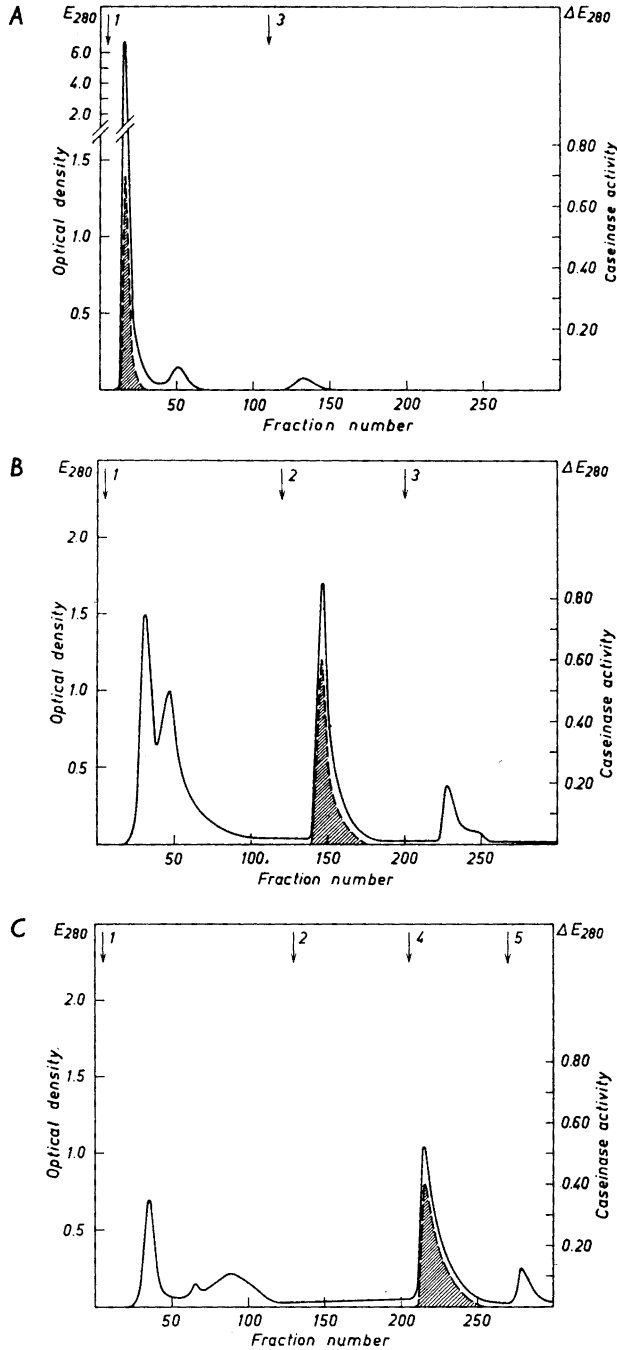 A
E280
1
3
ΔE280
6.0
4.0
2.0
1.5
1.0
0.5
Optical density
0.80
0.60
0.40
0.20
Caseinase activity
50 100 150 200 250
Fraction number
B
E280
1
2
3
ΔE280
2.0
1.5
1.0
0.5
Optical density
0.80
0.60
0.40
0.20
Caseinase activity
50 100. 150 200 250
Fraction number
C
E280
1
2
4
5
ΔE280
2.0
1.5
1.0
0.5
Optical density.
0.80
0.60
0.40
0.20
Caseinase activity
50 100 150 200 250
Fraction number